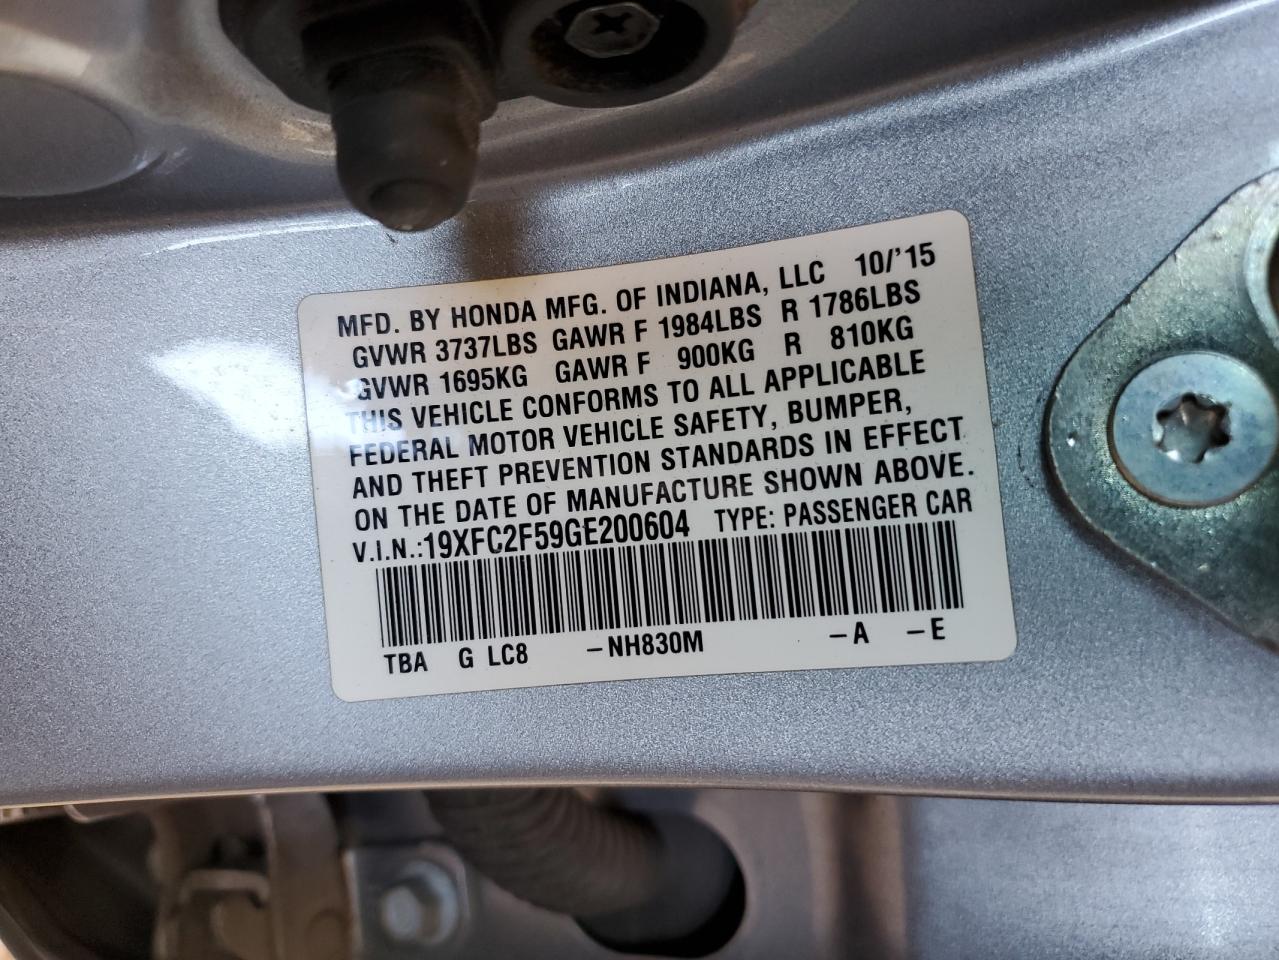 MFD. BY HONDA MFG. OF INDIANA, LLC 10/'15
GVWR 3737LBS GAWR F 1984LBS R 1786LBS
GVWR 1695KG GAWR F 900KG R 810KG
THIS VEHICLE CONFORMS TO ALL APPLICABLE
FEDERAL MOTOR VEHICLE SAFETY, BUMPER,
AND THEFT PREVENTION STANDARDS IN EFFECT
ON THE DATE OF MANUFACTURE SHOWN ABOVE.
V.I.N.:19XFC2F59GE200604 TYPE: PASSENGER CAR
TBA G LC8 -NH830M -A -E